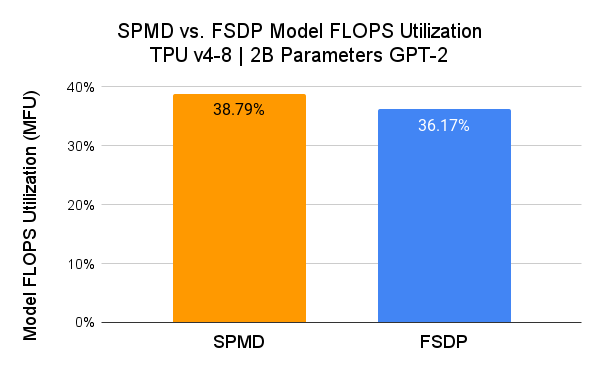 SPMD vs. FSDP Model FLOPS Utilization
TPU v4-8 | 2B Parameters GPT-2
Model FLOPS Utilization (MFU)
40%
30%
20%
10%
0%
38.79%
36.17%
SPMD
FSDP